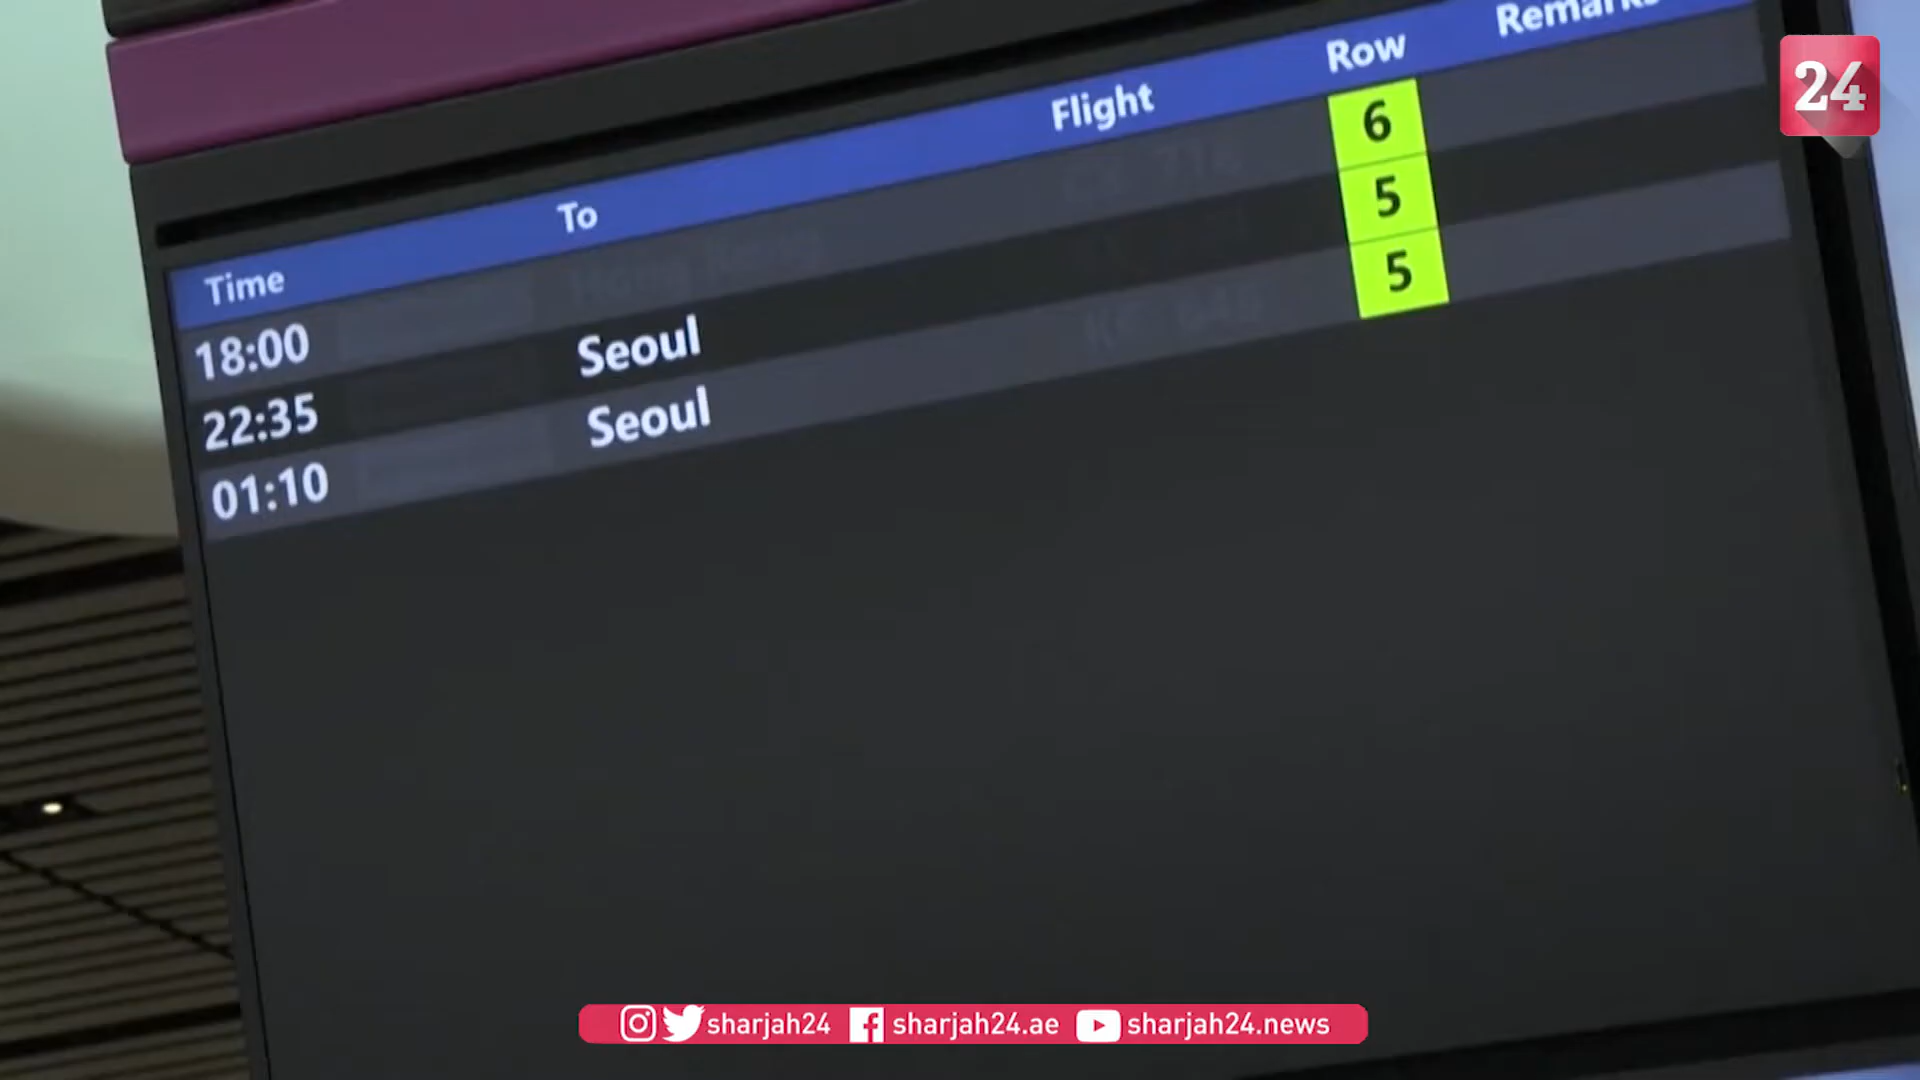 24
Time To Flight Row Remarks
18:00 6
22:35 Seoul 5
01:10 Seoul 5
sharjah24 sharjah24.ae sharjah24.news